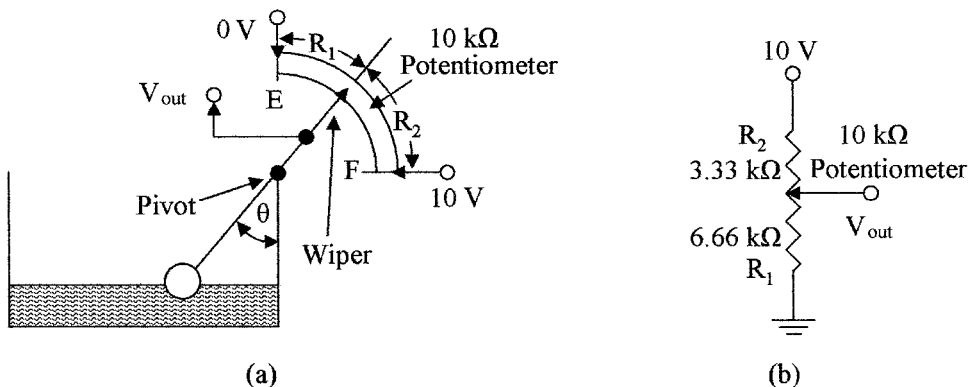 0 V
R1
10 kΩ
Potentiometer
Vout
E
R2
F
10 V
Pivot
θ
Wiper
(a)
10 V
R2
3.33 kΩ
10 kΩ
Potentiometer
Vout
6.66 kΩ
R1
(b)